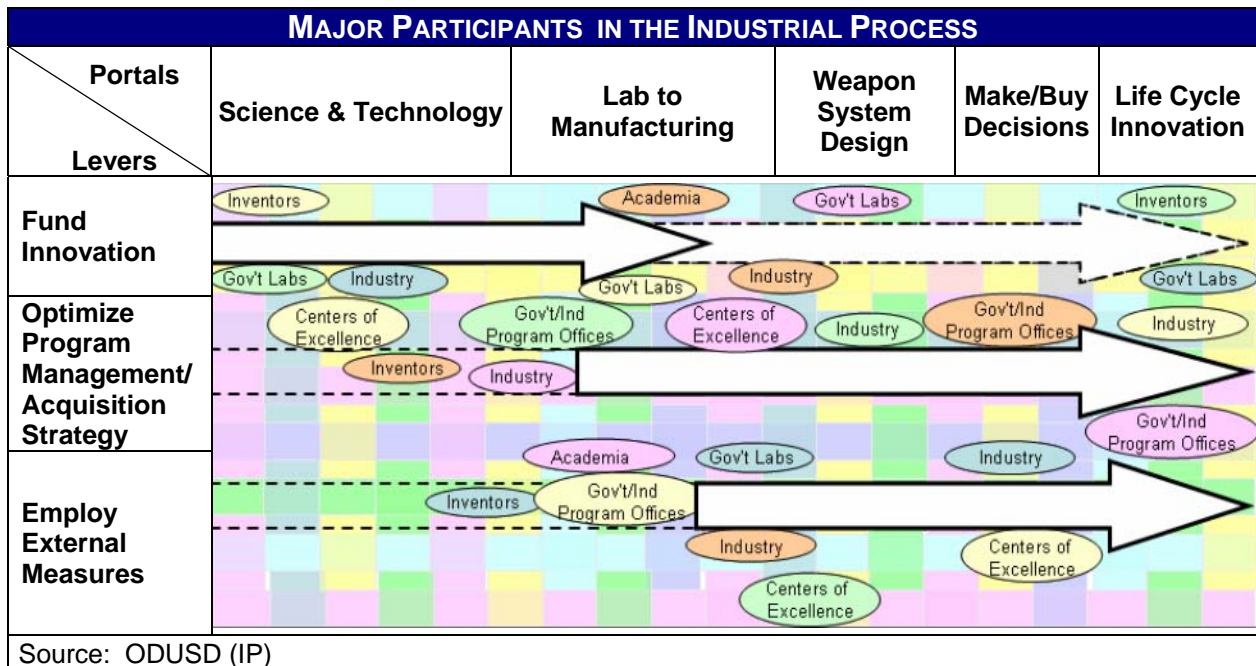 MAJOR PARTICIPANTS IN THE INDUSTRIAL PROCESS
Portals
Levers
Science & Technology
Lab to
Manufacturing
Weapon
System
Design
Make/Buy
Decisions
Life Cycle
Innovation
Fund
Innovation
Inventors
Academia
Gov't Labs
Inventors
Gov't Labs
Industry
Gov't Labs
Industry
Gov't Labs
Optimize
Program
Management/
Acquisition
Strategy
Centers of
Excellence
Gov't/Ind
Program Offices
Centers of
Excellence
Industry
Gov't/Ind
Program Offices
Industry
Inventors
Industry
Gov't/Ind
Program Offices
Employ
External
Measures
Academia
Gov't Labs
Industry
Inventors
Gov't/Ind
Program Offices
Industry
Centers of
Excellence
Centers of
Excellence
Source: ODUSD (IP)